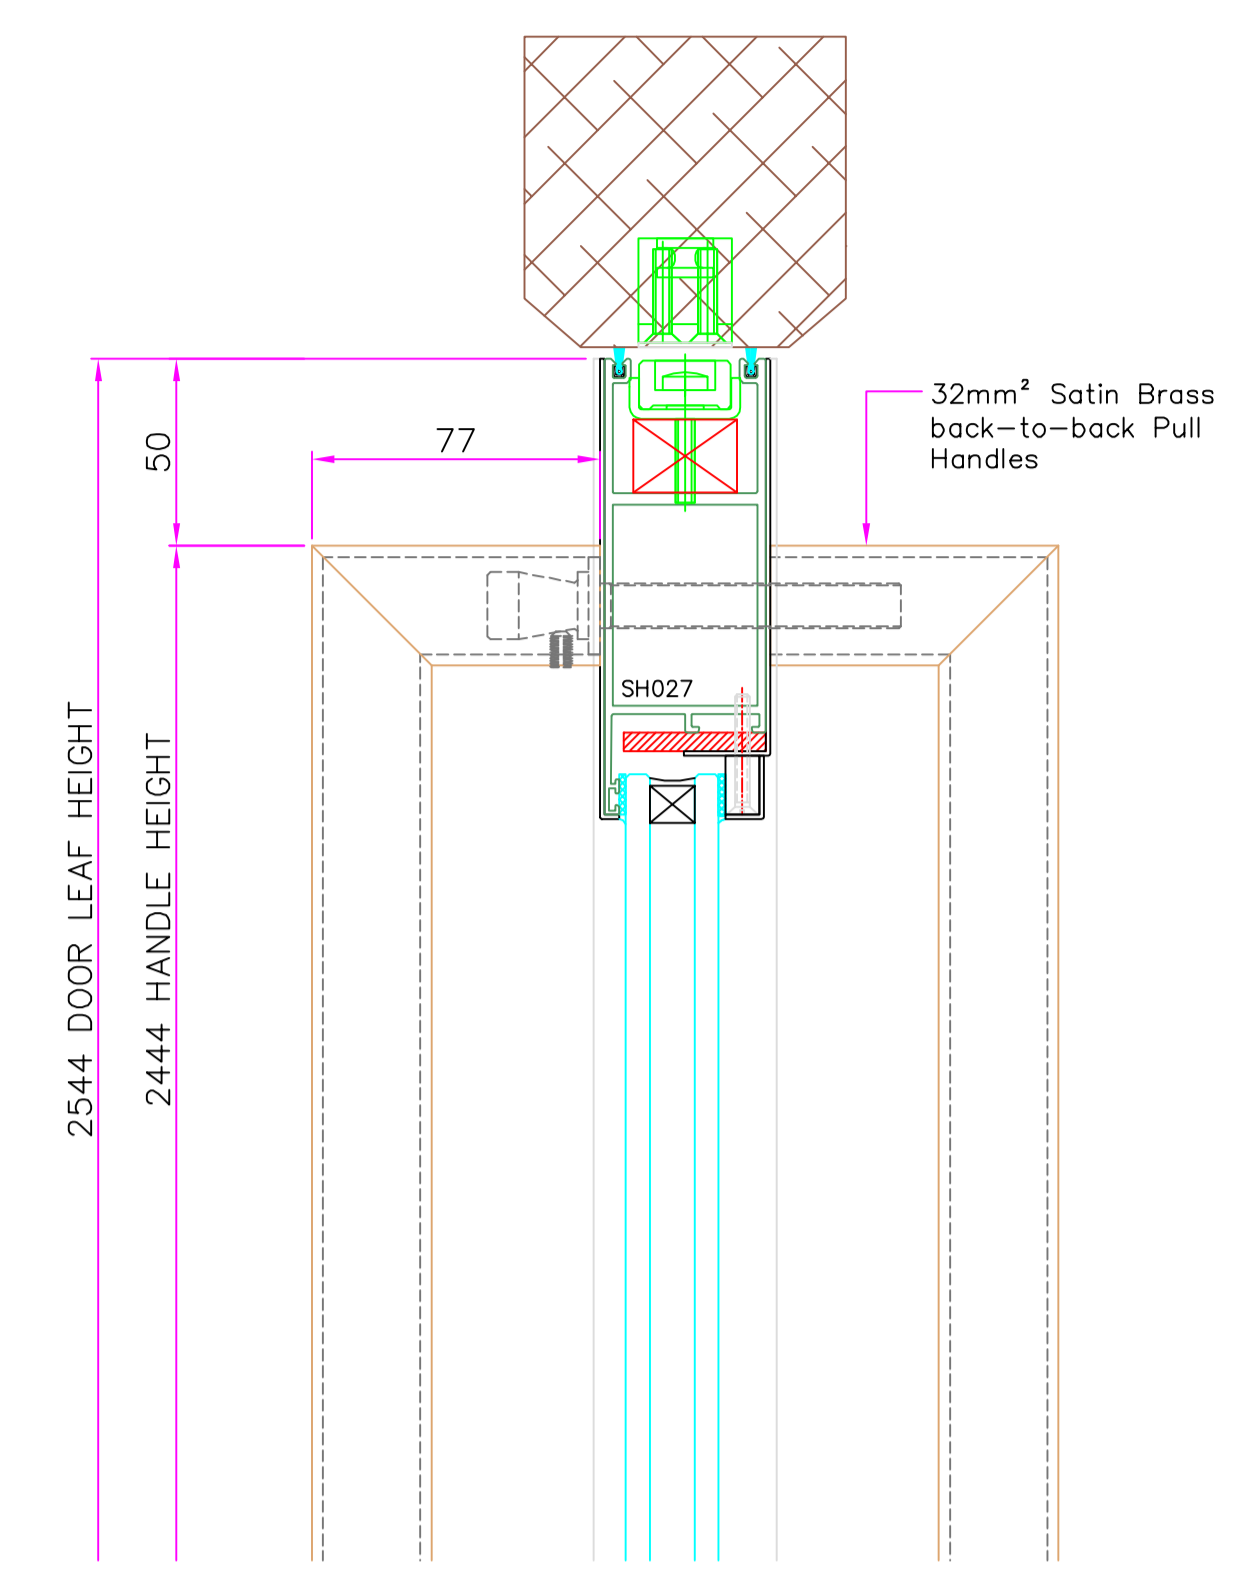 32mm² Satin Brass
back-to-back Pull
Handles
77
50
SH027
2544 DOOR LEAF HEIGHT
2444 HANDLE HEIGHT